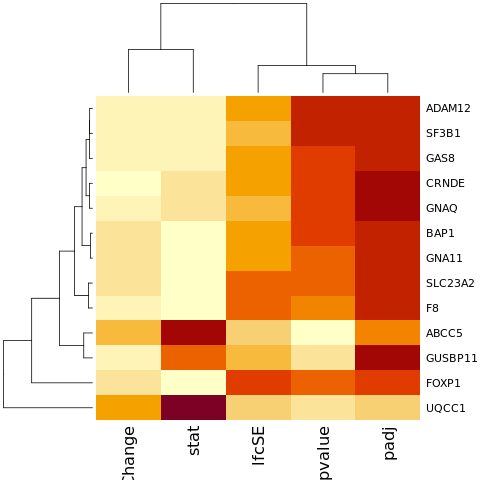 ADAM12
SF3B1
GAS8
CRNDE
GNAQ
BAP1
GNA11
SLC23A2
F8
ABCC5
GUSBP11
FOXP1
UQCC1
Change stat lfcSE pvalue padj